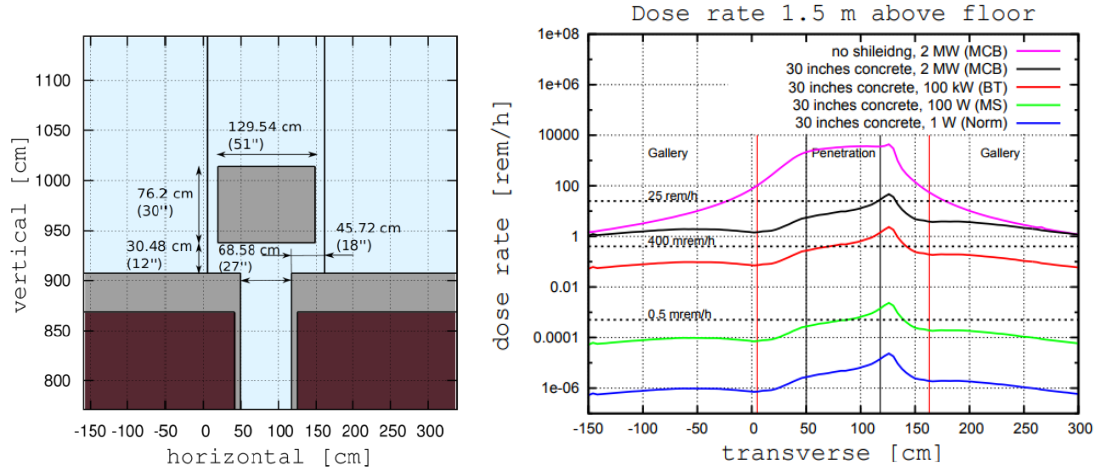 1100
1050
1000
950
900
850
800
vertical [cm]
129.54 cm
(51'')
76.2 cm
(30'')
30.48 cm
(12'')
68.58 cm
(27'')
45.72 cm
(18'')
-150 -100 -50 0 50 100 150 200 250 300
horizontal [cm]
Dose rate 1.5 m above floor
1e+08
1e+06
10000
100
1
0.01
0.0001
1e-06
dose rate [rem/h]
no shileidng, 2 MW (MCB)
30 inches concrete, 2 MW (MCB)
30 inches concrete, 100 kW (BT)
30 inches concrete, 100 W (MS)
30 inches concrete, 1 W (Norm)
Gallery Penetration Gallery
25 rem/h
400 mrem/h
0.5 mrem/h
-150 -100 -50 0 50 100 150 200 250 300
transverse [cm]